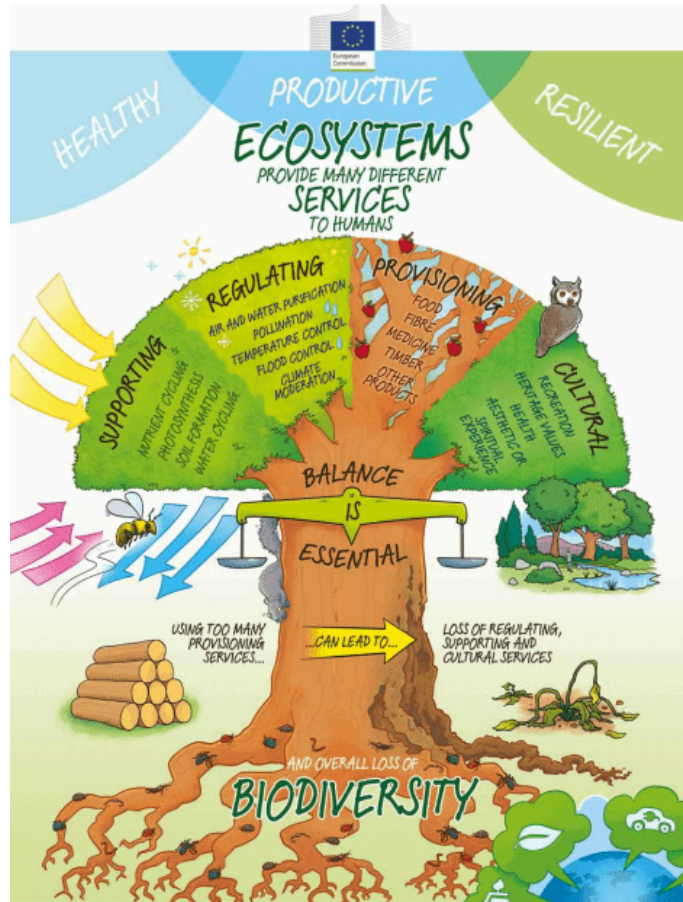 European
Commission
HEALTHY
PRODUCTIVE
RESILIENT
ECOSYSTEMS
PROVIDE MANY DIFFERENT
SERVICES
TO HUMANS
SUPPORTING
NUTRIENT CYCLING
PHOTOSYNTHESIS
SOIL FORMATION
WATER CYCLING
REGULATING
AIR AND WATER PURIFICATION
POLLINATION
TEMPERATURE CONTROL
FLOOD CONTROL
CLIMATE
MODERATION
PROVISIONING
FOOD
FIBRE
MEDICINE
TIMBER
OTHER
PRODUCTS
CULTURAL
RECREATION
HERITAGE VALUES
HEALTH
AESTHETIC OR
SPIRITUAL
EXPERIENCE
BALANCE
IS
ESSENTIAL
USING TOO MANY
PROVISIONING
SERVICES...
...CAN LEAD TO...
LOSS OF REGULATING,
SUPPORTING AND
CULTURAL SERVICES
AND OVERALL LOSS OF
BIODIVERSITY